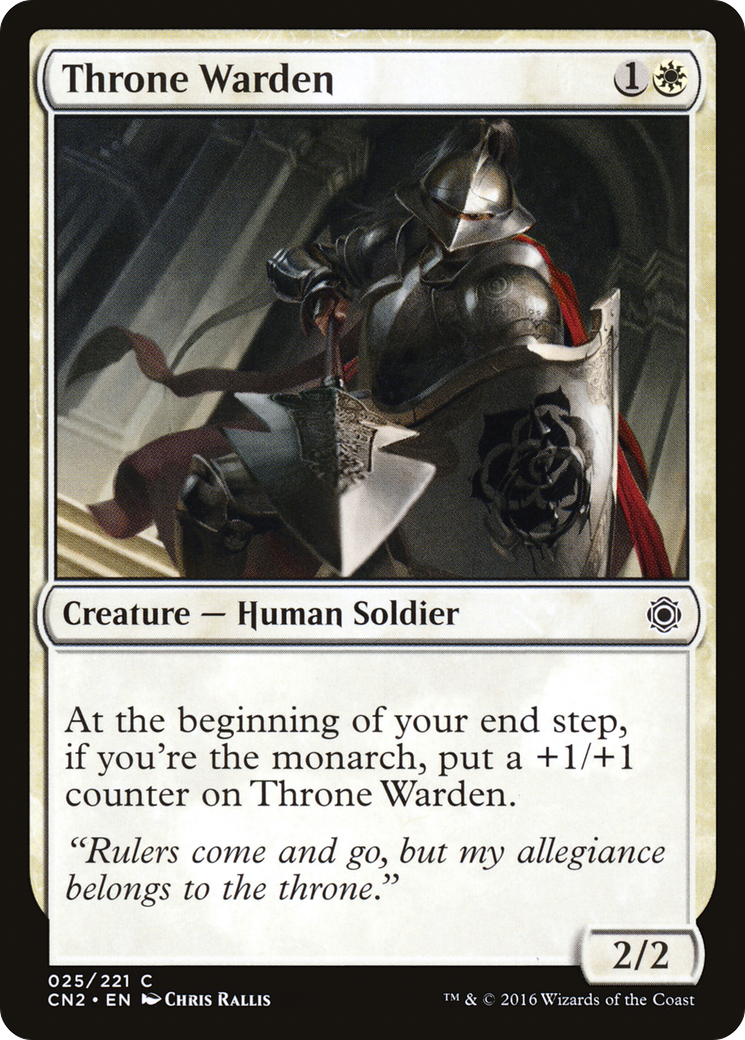 Throne Warden 1
Creature — Human Soldier
At the beginning of your end step,
if you're the monarch, put a +1/+1
counter on Throne Warden.
“Rulers come and go, but my allegiance
belongs to the throne.”
2/2
025/221 C
CN2 • EN Chris Rallis
™ & © 2016 Wizards of the Coast